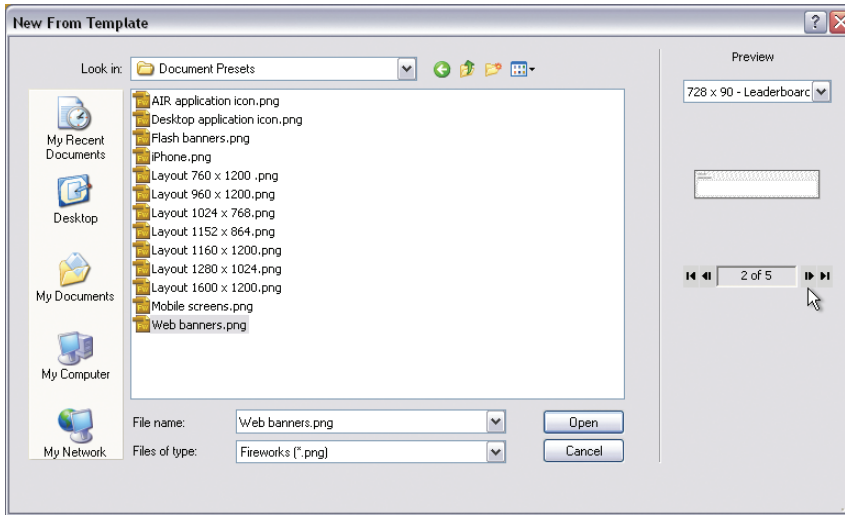 New From Template
Look in:
Document Presets
Preview
728 x 90 - Leaderboarc
My Recent
Documents
Desktop
My Documents
My Computer
My Network
AIR application icon.png
Desktop application icon.png
Flash banners.png
iPhone.png
Layout 760 x 1200 .png
Layout 960 x 1200.png
Layout 1024 x 768.png
Layout 1152 x 864.png
Layout 1160 x 1200.png
Layout 1280 x 1024.png
Layout 1600 x 1200.png
Mobile screens.png
Web banners.png
2 of 5
File name:
Web banners.png
Open
Files of type:
Fireworks (*.png)
Cancel